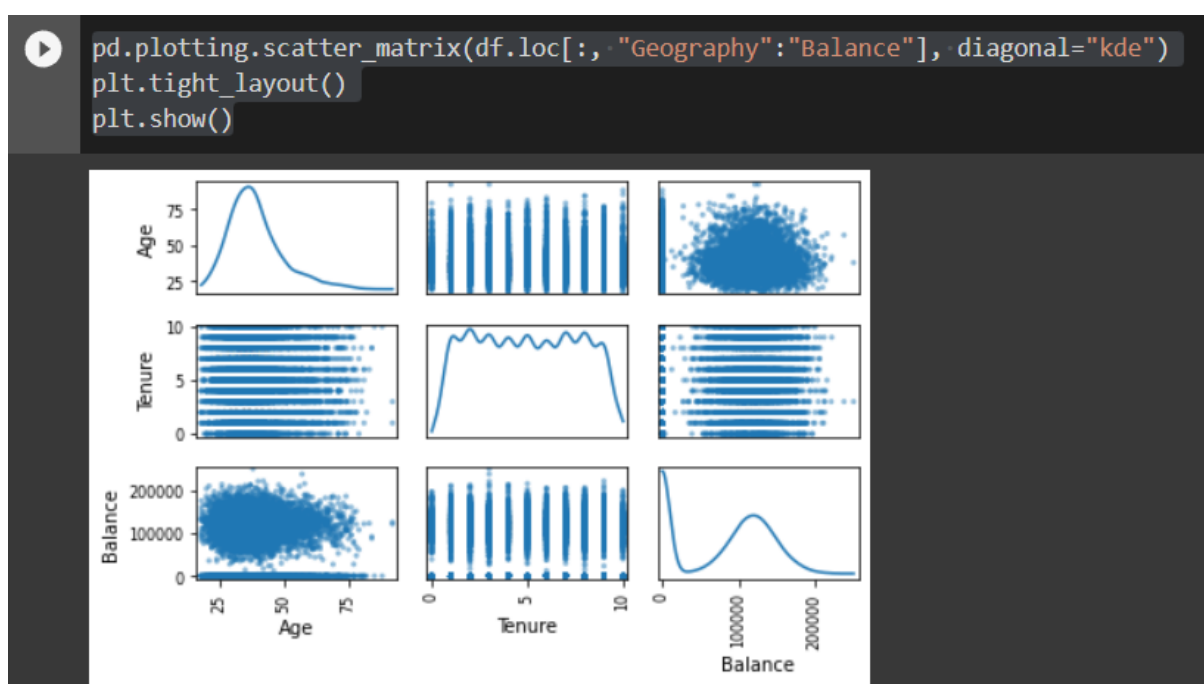 pd.plotting.scatter_matrix(df.loc[:, "Geography":"Balance"], diagonal="kde")
plt.tight_layout()
plt.show()
75
50
25
Age
10
5
0
Tenure
200000
100000
0
Balance
25
50
75
Age
0
5
10
Tenure
0
100000
200000
Balance